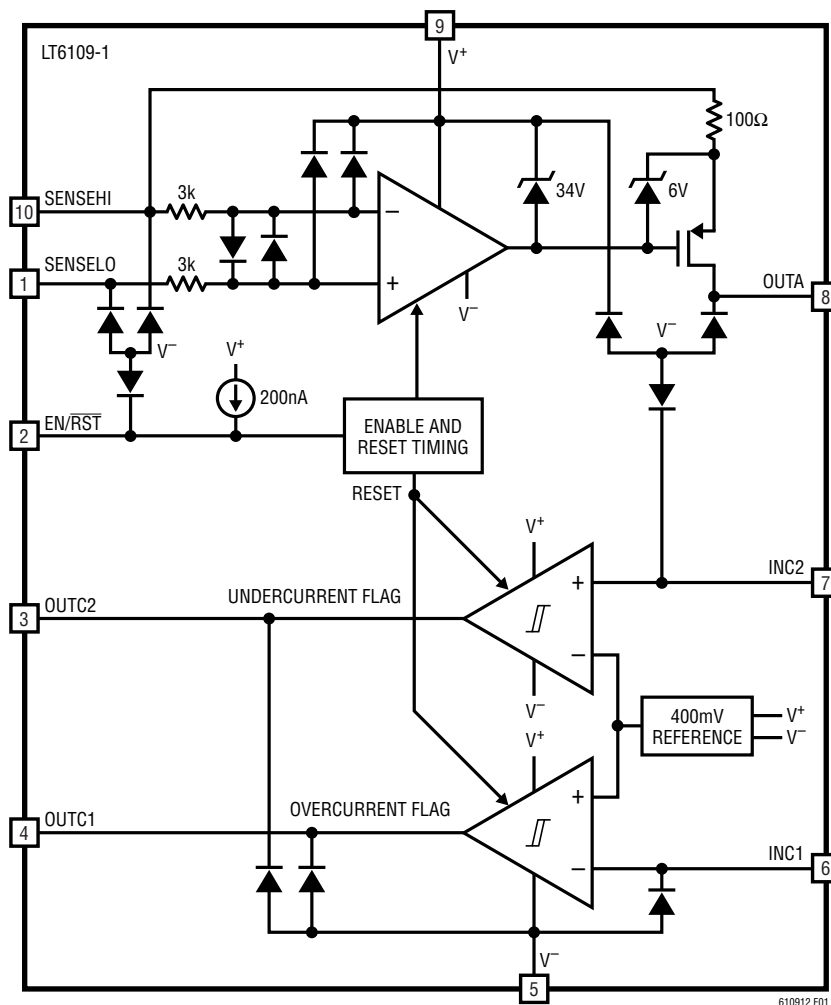 9
LT6109-1
V+
100Ω
34V
6V
3k
10
SENSEHI
−
3k
1
SENSELO
+
V−
OUTA
8
V−
V−
V+
200nA
2
EN/RST
ENABLE AND
RESET TIMING
RESET
V+
INC2
7
+
UNDERCURRENT FLAG
3
OUTC2
−
V−
400mV
REFERENCE
V+
V−
V+
+
OVERCURRENT FLAG
4
OUTC1
INC1
6
−
V−
5
610912 F01